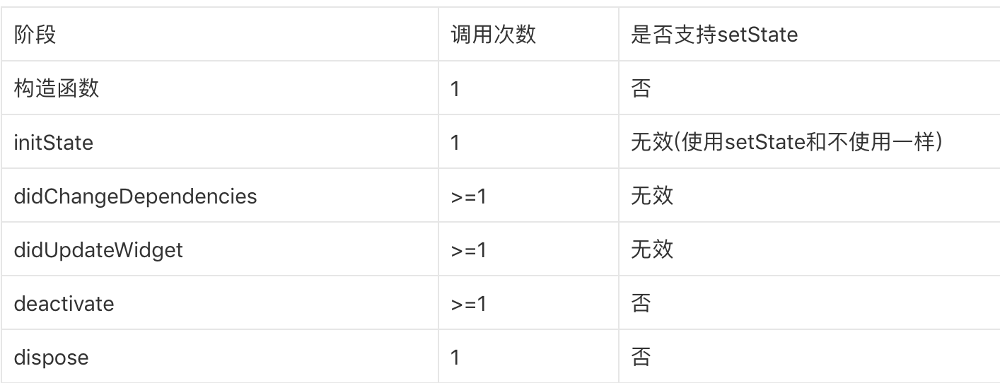 阶段 调用次数 是否支持setState
构造函数 1 否
initState 1 无效(使用setState和不使用一样)
didChangeDependencies >=1 无效
didUpdateWidget >=1 无效
deactivate >=1 否
dispose 1 否